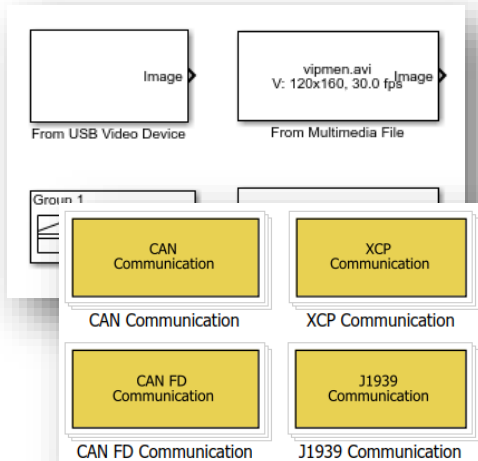 Image
vipmen.avi
V: 120x160, 30.0 fps
Image
From USB Video Device
From Multimedia File
Group 1
CAN
Communication
XCP
Communication
CAN Communication
XCP Communication
CAN FD
Communication
J1939
Communication
CAN FD Communication
J1939 Communication